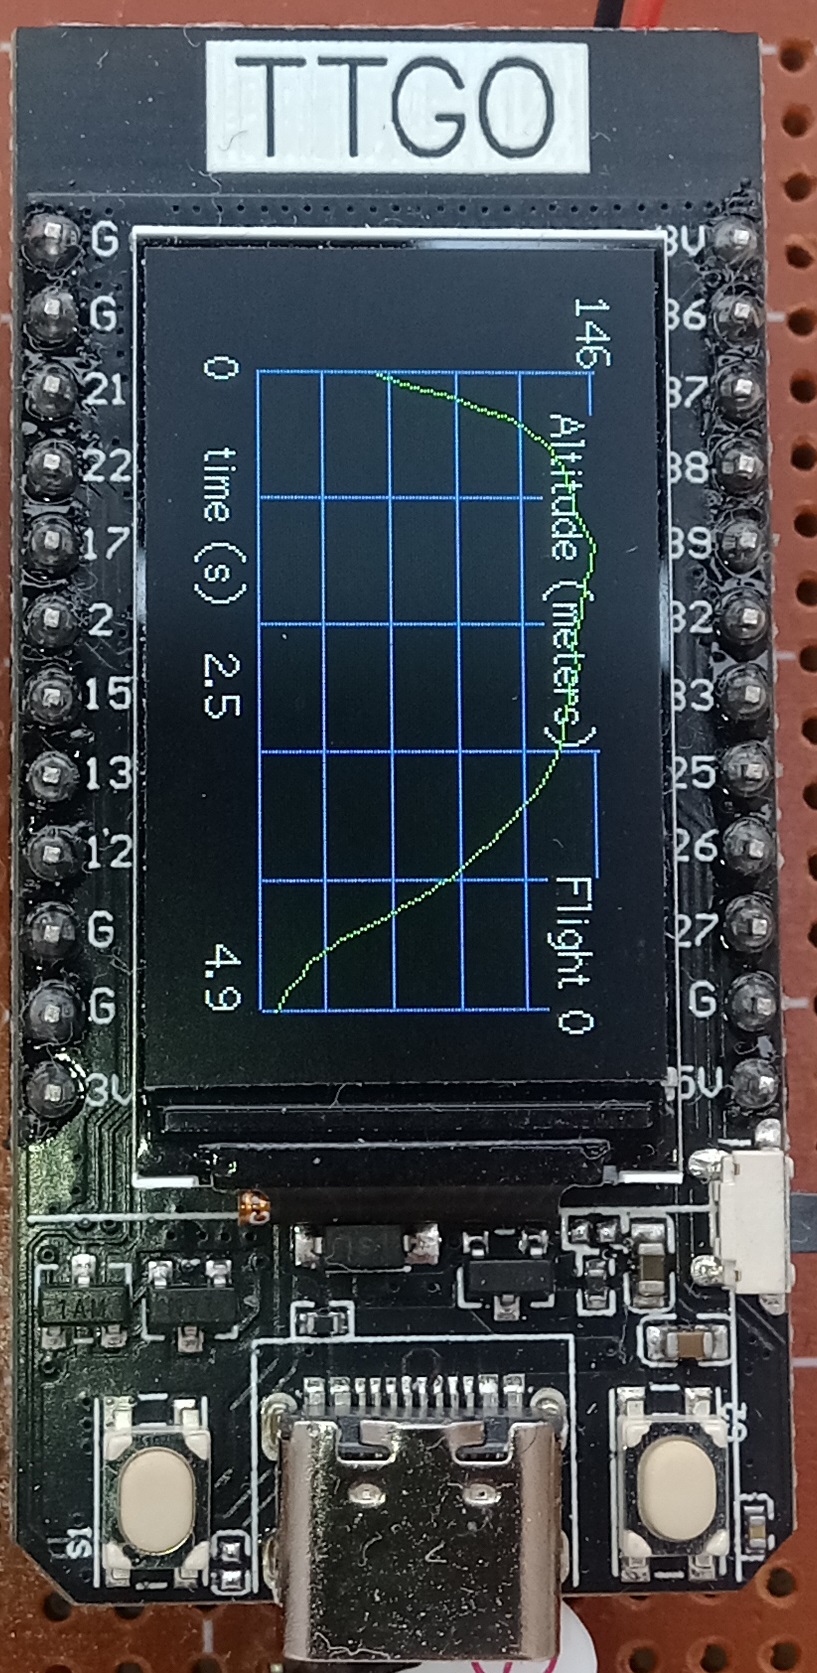 TTGO
3V 36 37 38 39 32 33 25 26 27 G 5V
146
Altitude (meters)
Flight 0
0 time (s) 2.5 4.9
G G 21 22 17 2 15 13 12 G G 3V
S1